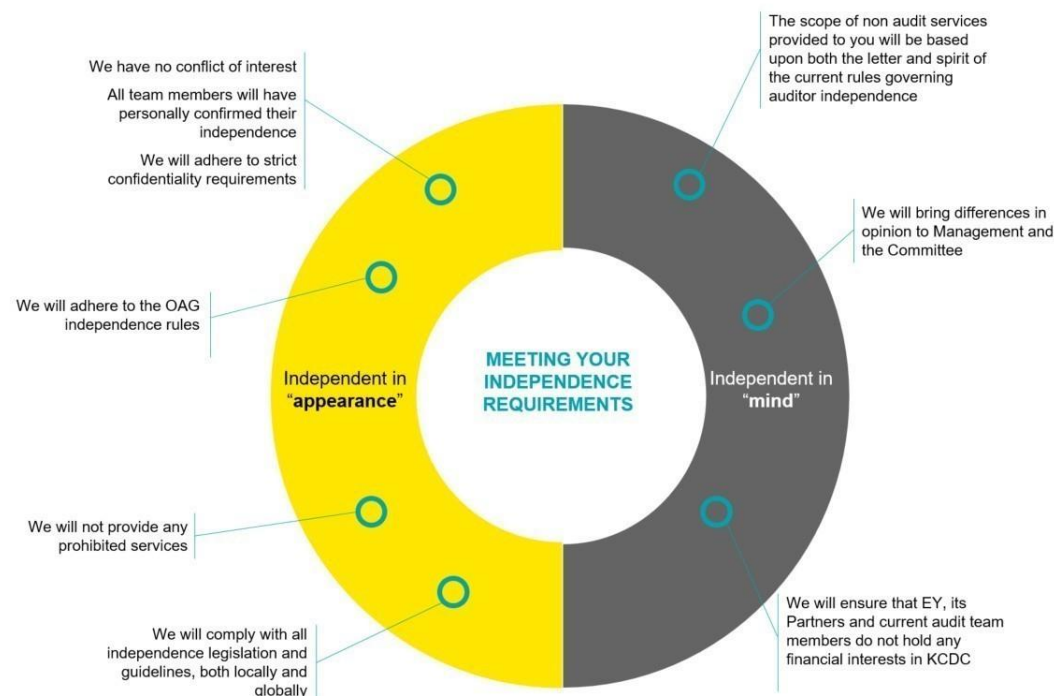 We have no conflict of interest
All team members will have
personally confirmed their
independence
We will adhere to strict
confidentiality requirements
We will adhere to the OAG
independence rules
Independent in
“appearance”
We will not provide any
prohibited services
We will comply with all
independence legislation and
guidelines, both locally and
globally
MEETING YOUR
INDEPENDENCE
REQUIREMENTS
The scope of non audit services
provided to you will be based
upon both the letter and spirit of
the current rules governing
auditor independence
We will bring differences in
opinion to Management and
the Committee
Independent in
“mind”
We will ensure that EY, its
Partners and current audit team
members do not hold any
financial interests in KCDC